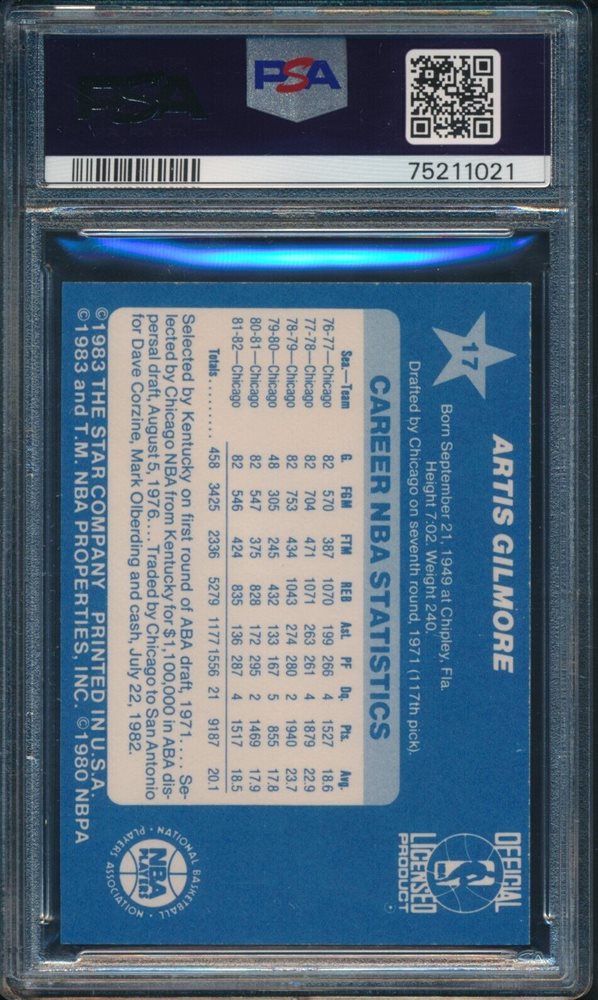 PSA
PSA
75211021
17
ARTIS GILMORE
Born September 21, 1949 at Chipley, Fla.
Height 7:02, Weight 240,
Drafted by Chicago on seventh round, 1971 (117th pick).
OFFICIAL
LICENSED
PRODUCT
CAREER NBA STATISTICS
Sea.—Team G. FGM FTM REB Ast. PF Dq. Pts. Avg.
76-77—Chicago 82 570 387 1070 199 266 4 1527 18.6
77-78—Chicago 82 704 471 1071 263 261 4 1879 22.9
78-79—Chicago 82 753 434 1043 274 280 2 1940 23.7
79-80—Chicago 48 305 245 432 133 167 5 855 17.8
80-81—Chicago 82 547 375 828 172 295 2 1469 17.9
81-82—Chicago 82 546 424 835 136 287 4 1517 18.5
Totals......... 458 3425 2336 5279 1177 1556 21 9187 20.1
Selected by Kentucky on first round of ABA draft, 1971.... Se-
lected by Chicago NBA from Kentucky for $1,100,000 in ABA dis-
persal draft, August 5, 1976.... Traded by Chicago to San Antonio
for Dave Corzine, Mark Olberding and cash, July 22, 1982.
NATIONAL BASKETBALL
NBA
PLAYERS
PLAYERS ASSOCIATION
©1983 THE STAR COMPANY PRINTED IN U.S.A.
©1983 and T.M. NBA PROPERTIES, INC. ©1980 NBPA